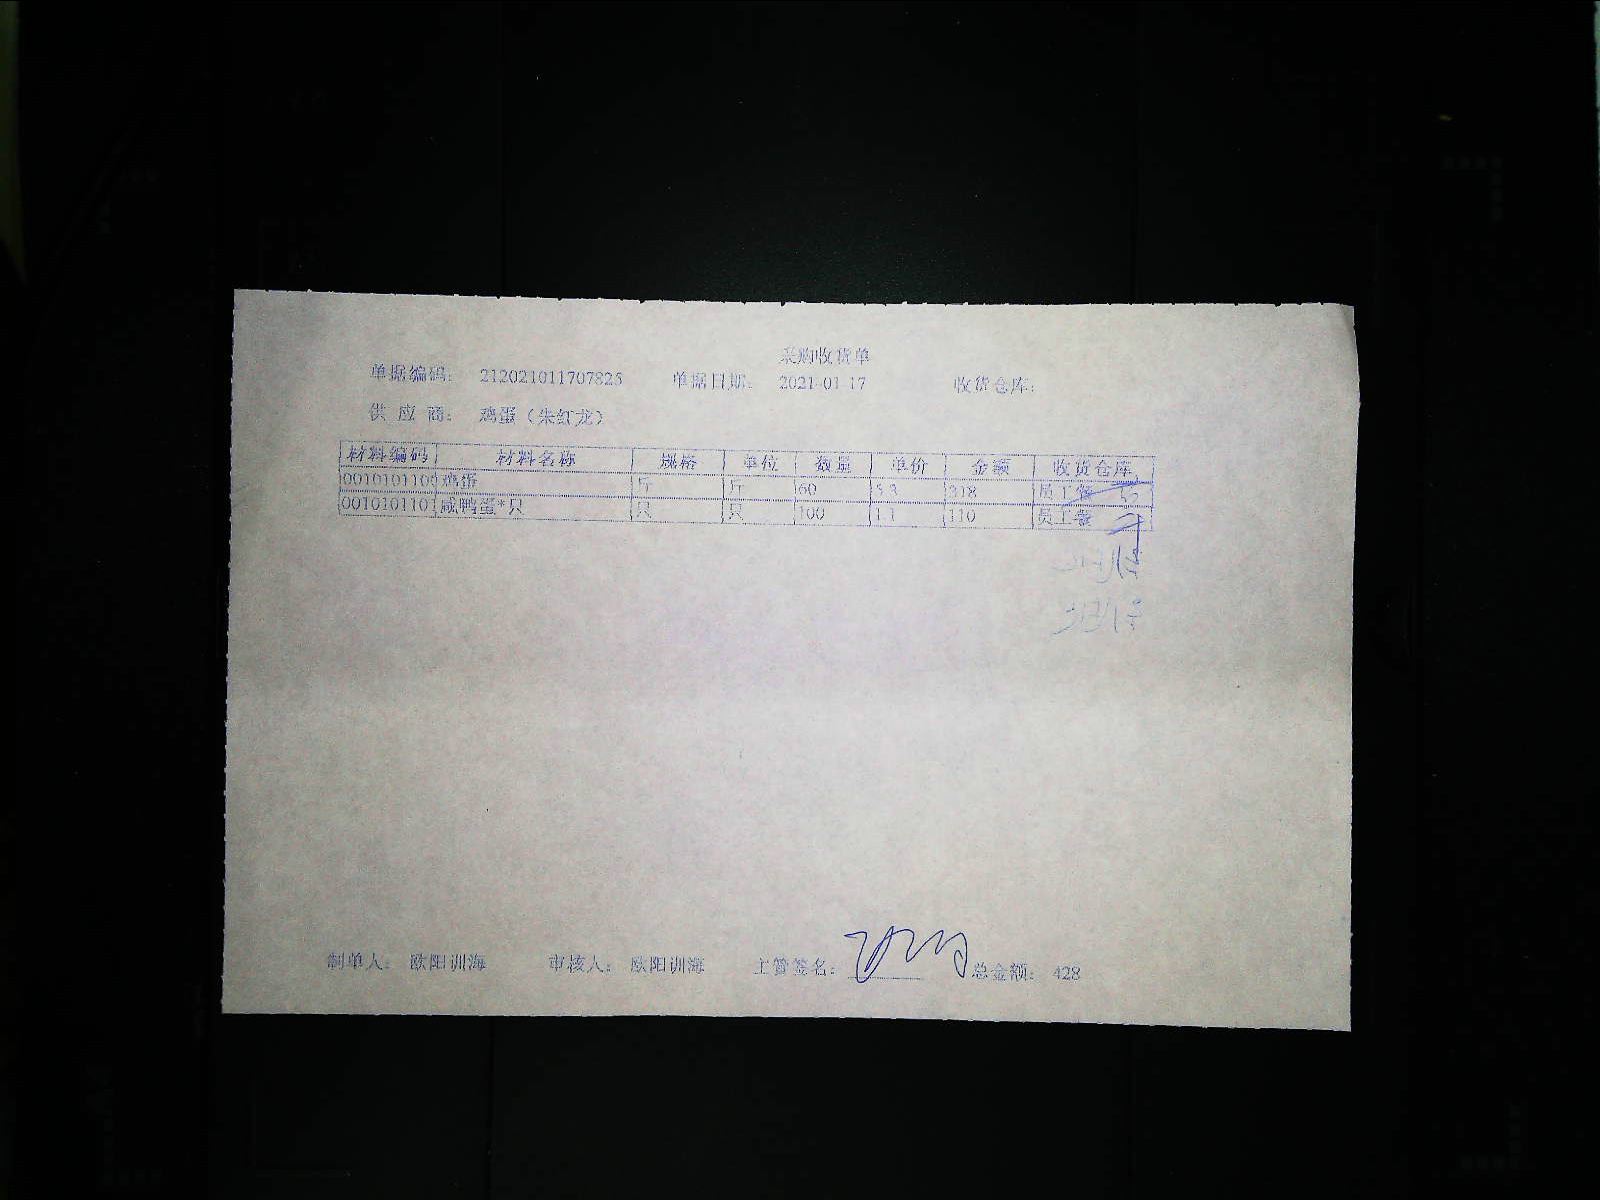 采购收货单
单据编码： 212021011707825 单据日期： 2021-01-17 收货仓库：
供 应 商： 鸡蛋（朱红龙）
材料编码 材料名称 规格 单位 数量 单价 金额 收货仓库
0010101100 鸡蛋 斤 斤 60 5.3 318 员工餐
0010101101 咸鸭蛋*只 只 只 100 1.1 110 员工餐
制单人： 欧阳训海 审核人： 欧阳训海 主管签名： 总金额： 428